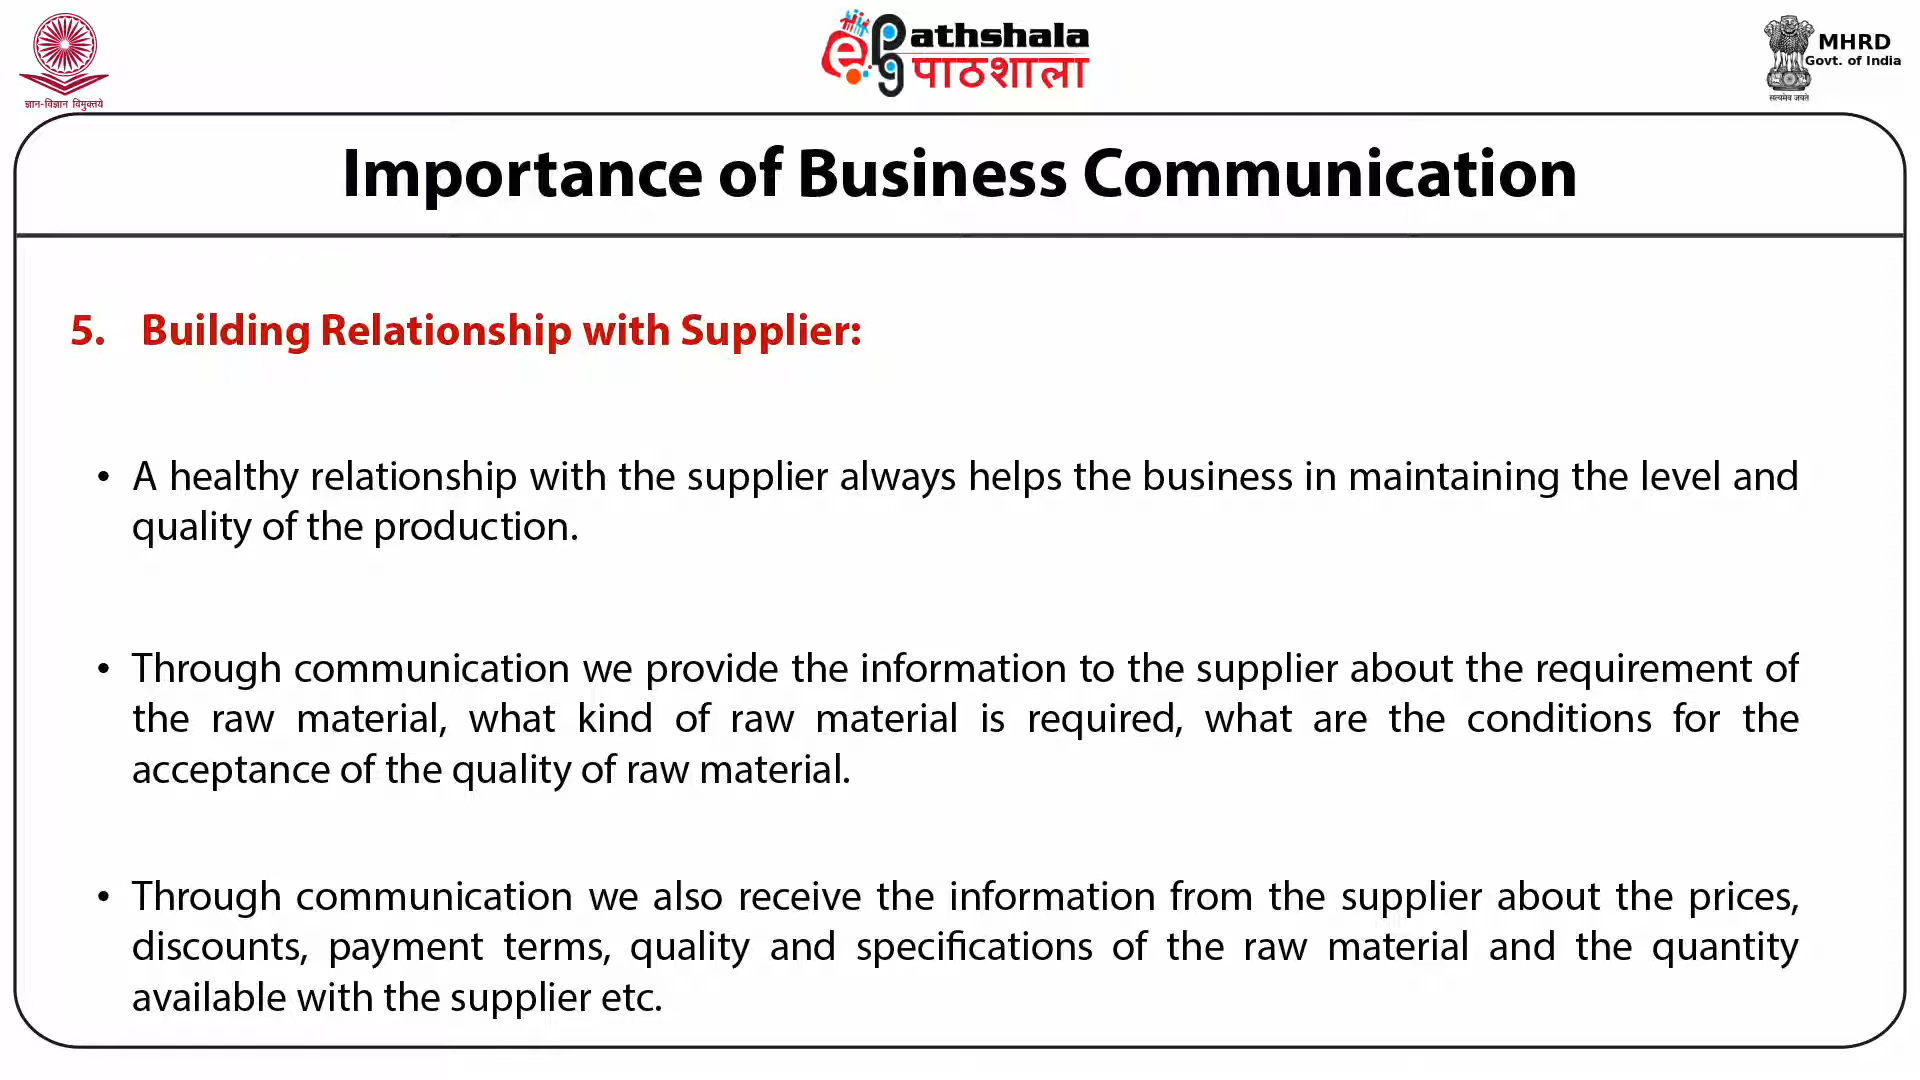 ज्ञान-विज्ञान विमुक्तये
ePathshala
पाठशाला
MHRD
Govt. of India
सत्यमेव जयते
Importance of Business Communication
5. Building Relationship with Supplier:
• A healthy relationship with the supplier always helps the business in maintaining the level and
quality of the production.
• Through communication we provide the information to the supplier about the requirement of
the raw material, what kind of raw material is required, what are the conditions for the
acceptance of the quality of raw material.
• Through communication we also receive the information from the supplier about the prices,
discounts, payment terms, quality and specifications of the raw material and the quantity
available with the supplier etc.